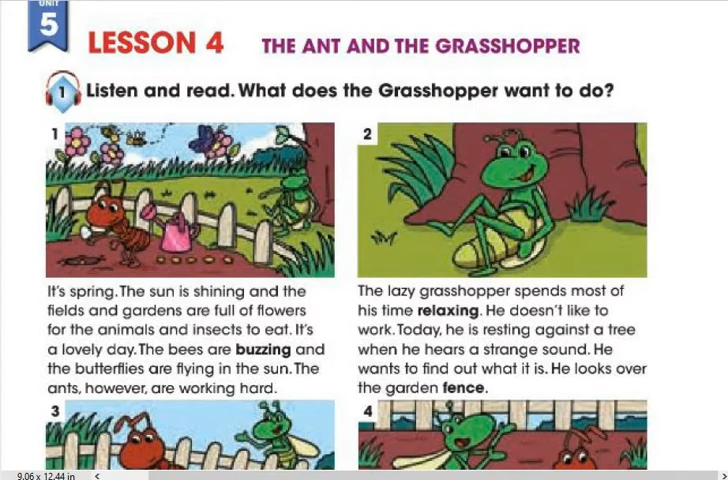 UNIT
5
LESSON 4 THE ANT AND THE GRASSHOPPER
1 Listen and read. What does the Grasshopper want to do?
1
It's spring. The sun is shining and the
fields and gardens are full of flowers
for the animals and insects to eat. It's
a lovely day. The bees are buzzing and
the butterflies are flying in the sun. The
ants, however, are working hard.
2
The lazy grasshopper spends most of
his time relaxing. He doesn't like to
work. Today, he is resting against a tree
when he hears a strange sound. He
wants to find out what it is. He looks over
the garden fence.
3
4
9.06 x 12.44 in